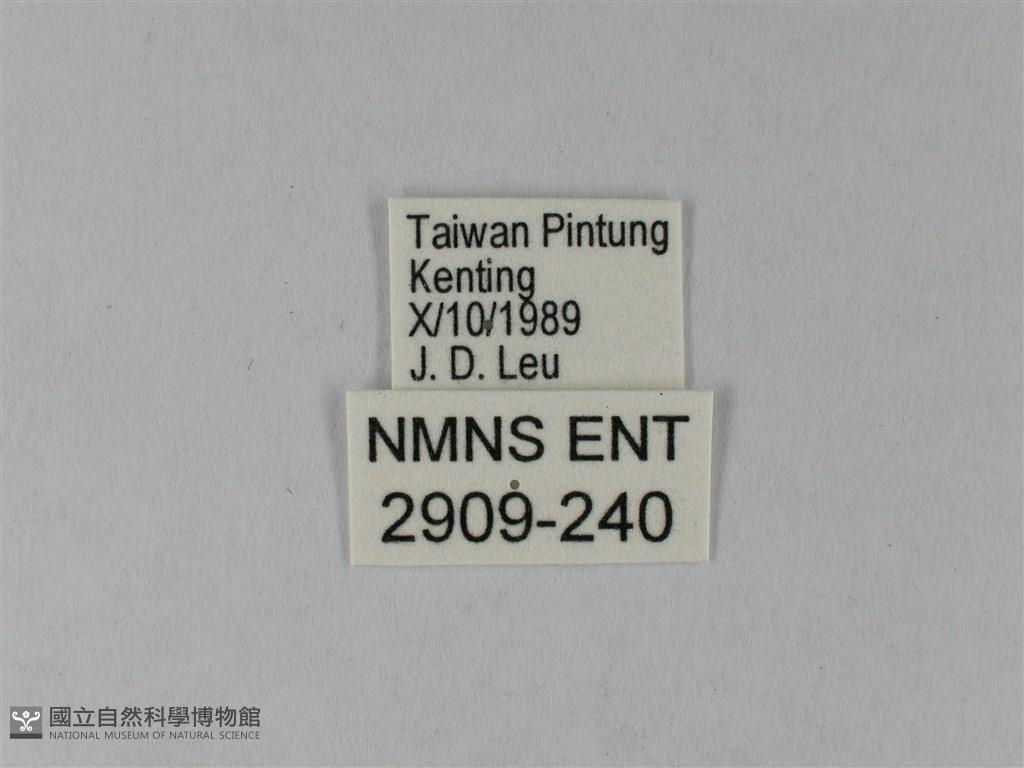 Taiwan Pintung
Kenting
X/10/1989
J. D. Leu
NMNS ENT
2909-240
國立自然科學博物館
NATIONAL MUSEUM OF NATURAL SCIENCE